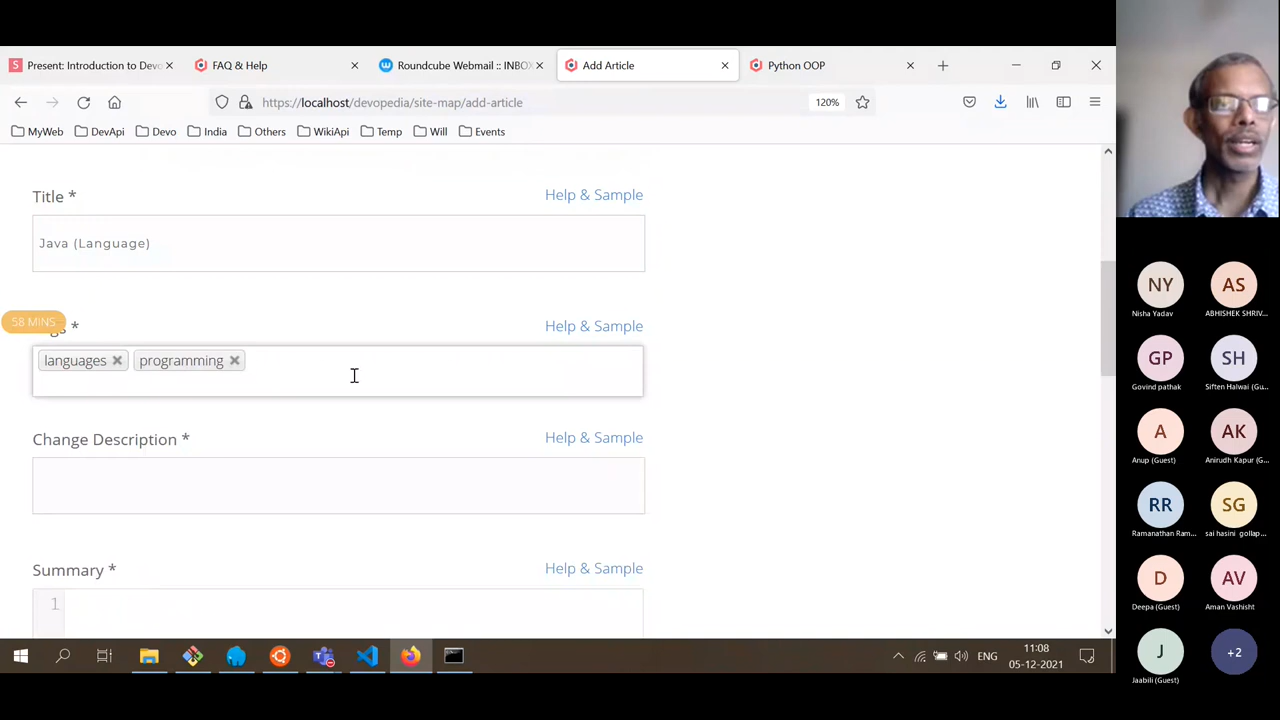 Present: Introduction to Devo
FAQ & Help
Roundcube Webmail :: INBOX
Add Article
Python OOP
https://localhost/devopedia/site-map/add-article
120%
MyWeb
DevApi
Devo
India
Others
WikiApi
Temp
Will
Events
Title *
Help & Sample
Java (Language)
58 MINS
*
Help & Sample
languages
programming
Change Description *
Help & Sample
Summary *
Help & Sample
1
ENG
11:08
05-12-2021
NY
Nisha Yadav
AS
ABHISHEK SHRIV...
GP
Govind pathak
SH
Siften Halwai (Gu...
A
Anup (Guest)
AK
Anirudh Kapur (G...
RR
Ramanathan Ram...
SG
sai hasini gollap...
D
Deepa (Guest)
AV
Aman Vashisht
J
Jaabili (Guest)
+2